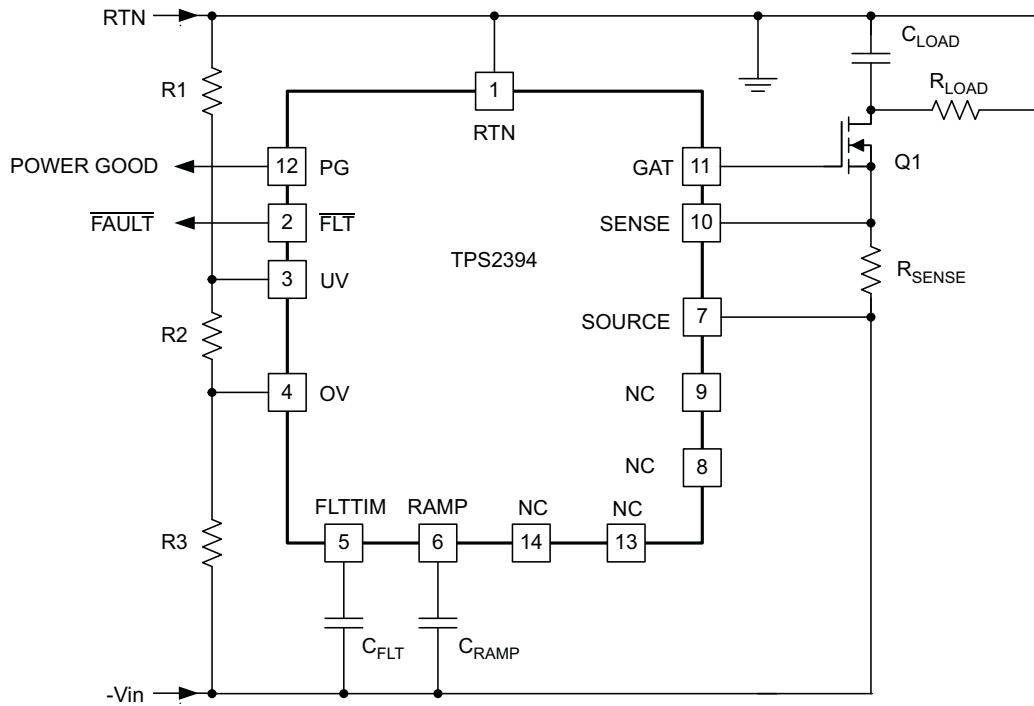 RTN
C_LOAD
R1
1
R_LOAD
RTN
POWER GOOD
12
PG
GAT
11
Q1
FAULT
2
FLT
SENSE
10
TPS2394
3
UV
R_SENSE
R2
SOURCE
7
4
OV
NC
9
NC
8
FLTTIM
RAMP
NC
NC
R3
5
6
14
13
C_FLT
C_RAMP
-Vin